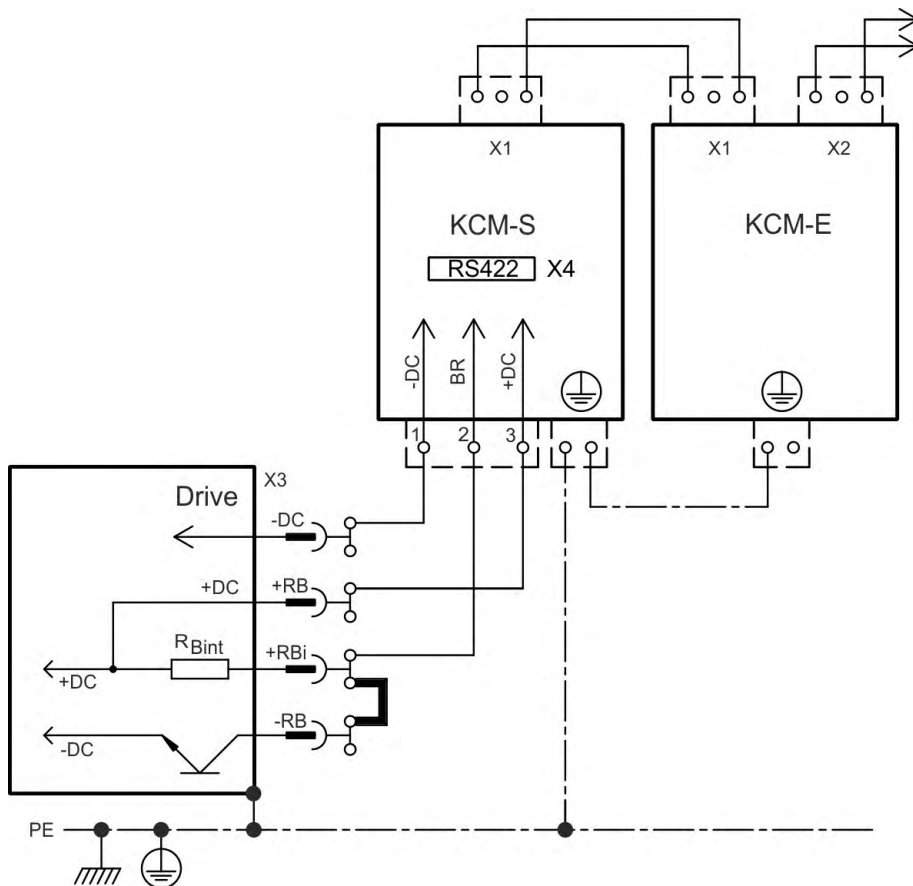 X1
X1 X2
KCM-S
KCM-E
RS422 X4
-DC
BR
+DC
1 2 3
X3
Drive
-DC
+DC +RB
RBint
+RBi
+DC
-RB
-DC
PE